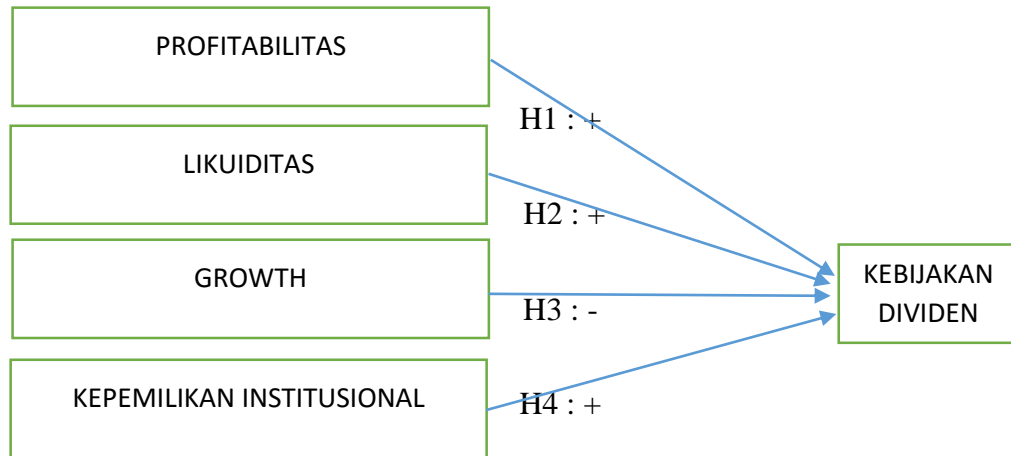 PROFITABILITAS
H1 : +
LIKUIDITAS
H2 : +
GROWTH
H3 : -
KEPEMILIKAN INSTITUSIONAL
H4 : +
KEBIJAKAN
DIVIDEN